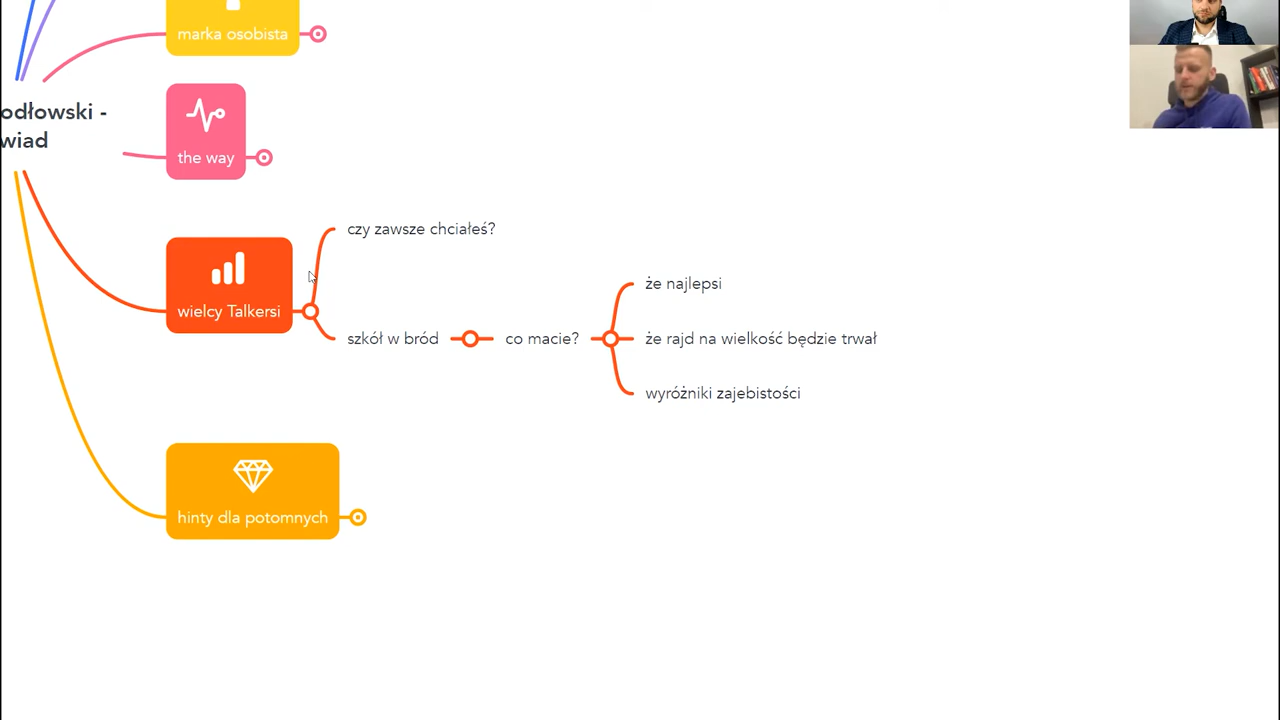 marka osobista
odłowski -
wiad
the way
czy zawsze chciałeś?
że najlepsi
wielcy Talkersi
szkół w bród
co macie?
że rajd na wielkość będzie trwał
wyróżniki zajebistości
hinty dla potomnych